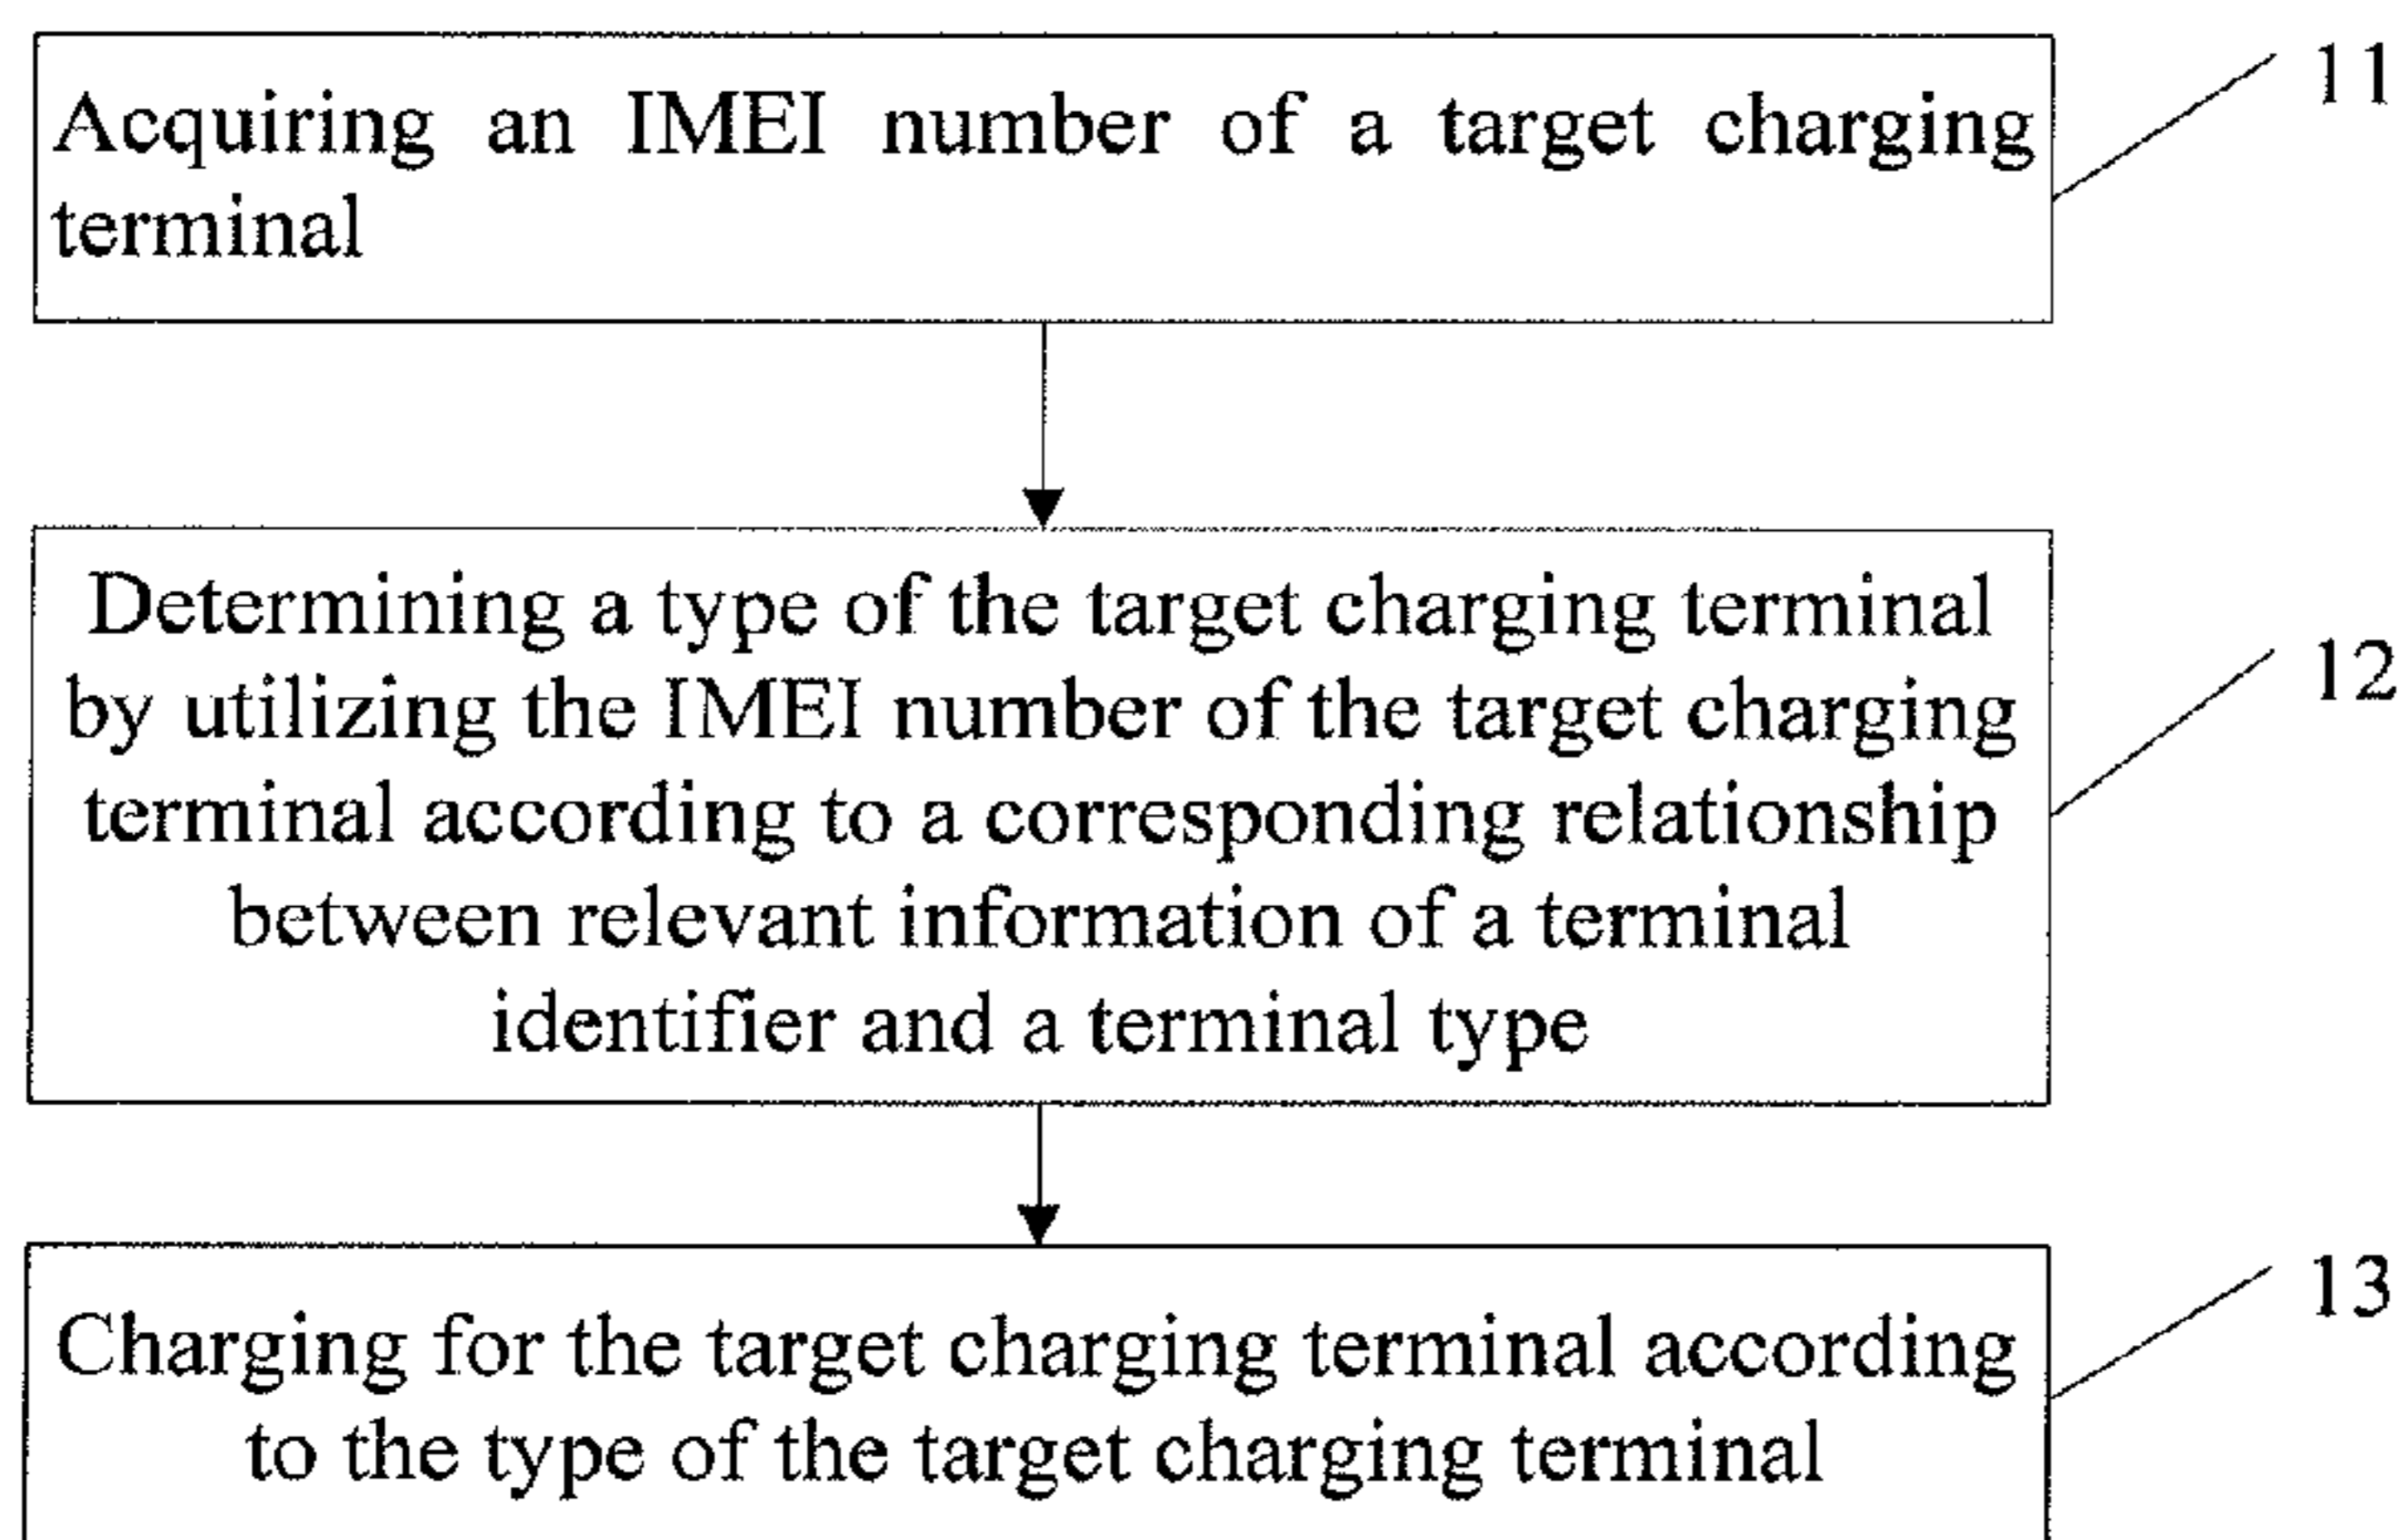 Acquiring an IMEI number of a target charging
terminal
11
Determining a type of the target charging terminal
by utilizing the IMEI number of the target charging
terminal according to a corresponding relationship
between relevant information of a terminal
identifier and a terminal type
12
Charging for the target charging terminal according
to the type of the target charging terminal
13